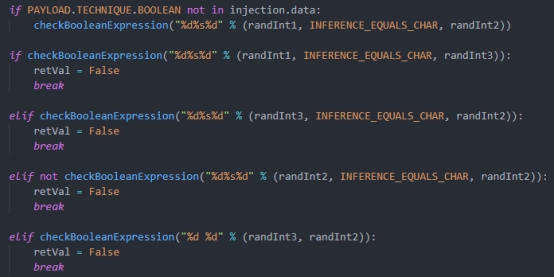 if PAYLOAD.TECHNIQUE.BOOLEAN not in injection.data:
checkBooleanExpression("%d%s%d" % (randInt1, INFERENCE_EQUALS_CHAR, randInt2))
if checkBooleanExpression("%d%s%d" % (randInt1, INFERENCE_EQUALS_CHAR, randInt3)):
retVal = False
break
elif checkBooleanExpression("%d%s%d" % (randInt3, INFERENCE_EQUALS_CHAR, randInt2)):
retVal = False
break
elif not checkBooleanExpression("%d%s%d" % (randInt2, INFERENCE_EQUALS_CHAR, randInt2)):
retVal = False
break
elif checkBooleanExpression("%d %d" % (randInt3, randInt2)):
retVal = False
break